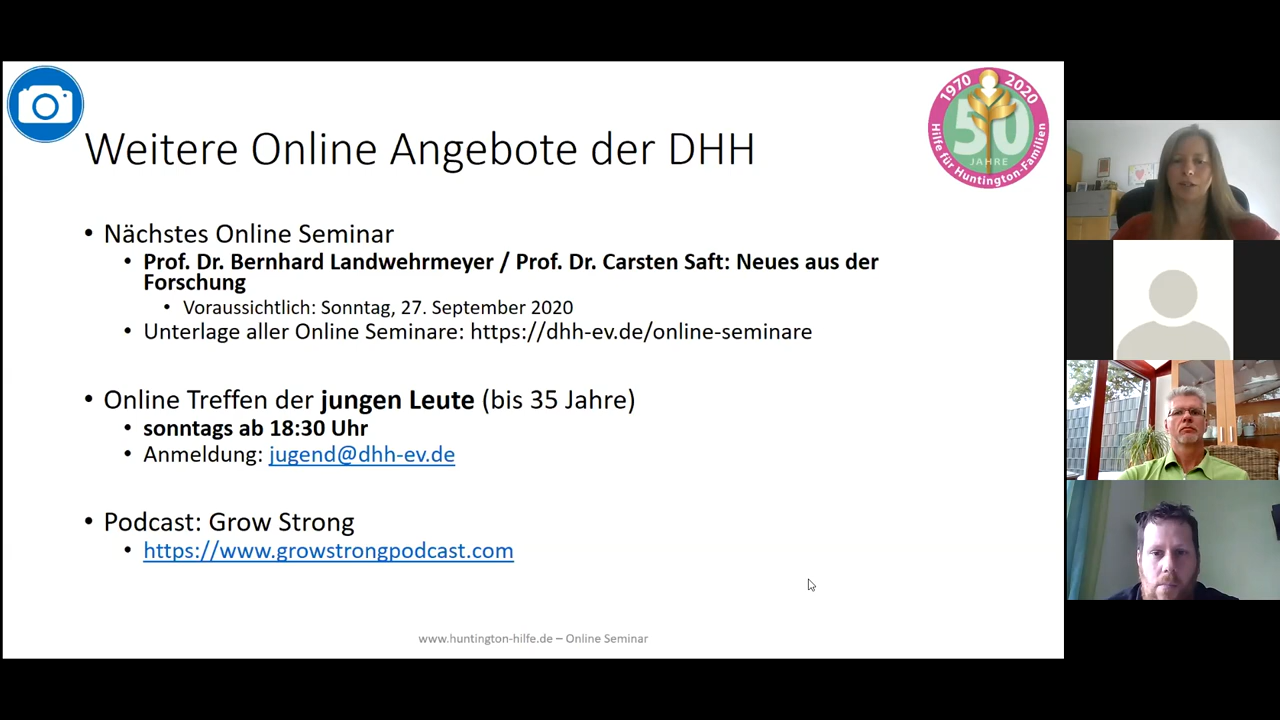 Weitere Online Angebote der DHH
1970 2020
50
JAHRE
Hilfe für Huntington-Familien
• Nächstes Online Seminar
• Prof. Dr. Bernhard Landwehrmeyer / Prof. Dr. Carsten Saft: Neues aus der
Forschung
• Voraussichtlich: Sonntag, 27. September 2020
• Unterlage aller Online Seminare: https://dhh-ev.de/online-seminare
• Online Treffen der jungen Leute (bis 35 Jahre)
• sonntags ab 18:30 Uhr
• Anmeldung: jugend@dhh-ev.de
• Podcast: Grow Strong
• https://www.growstrongpodcast.com
www.huntington-hilfe.de – Online Seminar